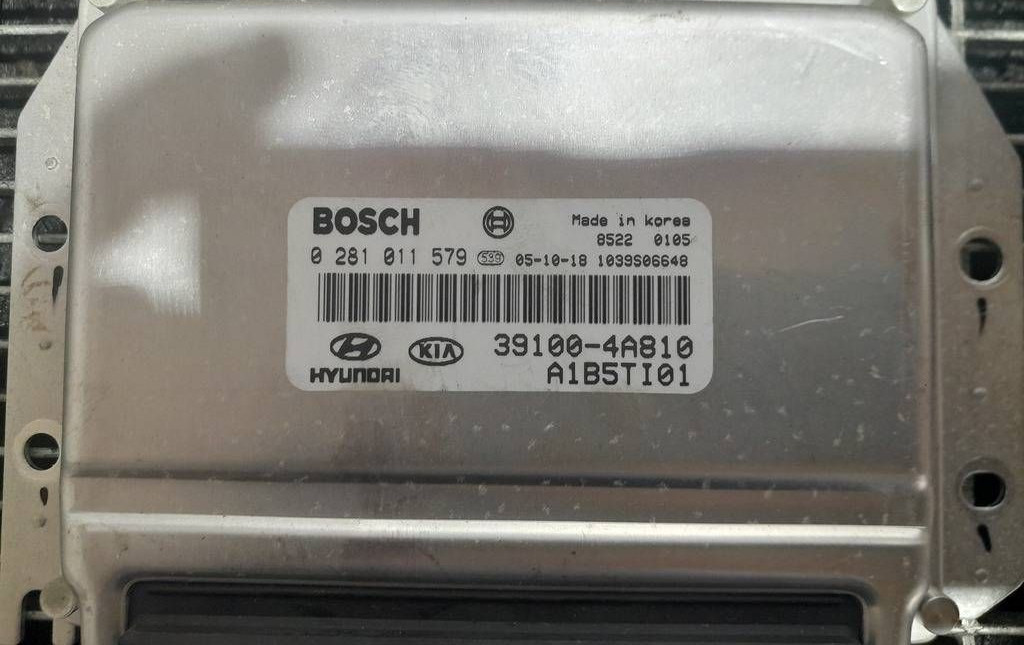 BOSCH Made in Korea
8522 0105
0 281 011 579 539 05-10-18 1039S06648
HYUNDAI KIA 39100-4A810
A1B5TI01